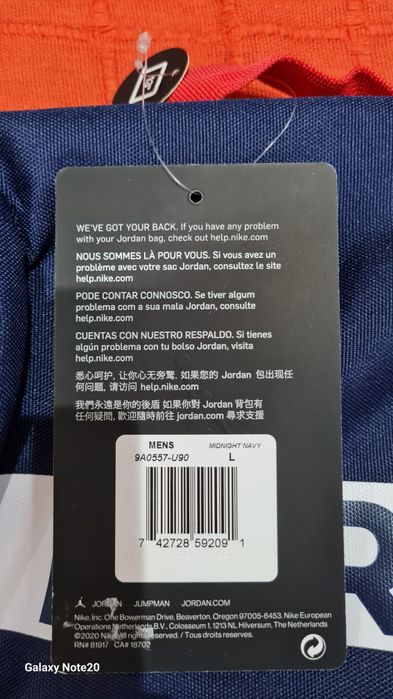 WE'VE GOT YOUR BACK. If you have any problem
with your Jordan bag, check out help.nike.com
NOUS SOMMES LÀ POUR VOUS. Si vous avez un
problème avec votre sac Jordan, consultez le site
help.nike.com
PODE CONTAR CONNOSCO. Se tiver algum
problema com a sua mala Jordan, consulte
help.nike.com
CUENTAS CON NUESTRO RESPALDO. Si tienes
algún problema con tu bolso Jordan, visita
help.nike.com
悉心呵护, 让你心无旁骛. 如果您的 Jordan 包出现任
何问题, 请访问 help.nike.com
我們永遠是你的後盾 如果你對 Jordan 背包有
任何疑問, 歡迎隨時前往 jordan.com 尋求支援
MENS MIDNIGHT NAVY
9A0557-U90 L
7 42728 59209 1
JORDAN JUMPMAN JORDAN.COM
Nike, Inc. One Bowerman Drive, Beaverton, Oregon 97005-6453. Nike European
Operations Netherlands B.V., Colosseum 1, 1213 NL Hilversum, The Netherlands
©2020 Nike All rights reserved / Tous droits réservés
RN# 81917 CA# 18702
Galaxy Note20